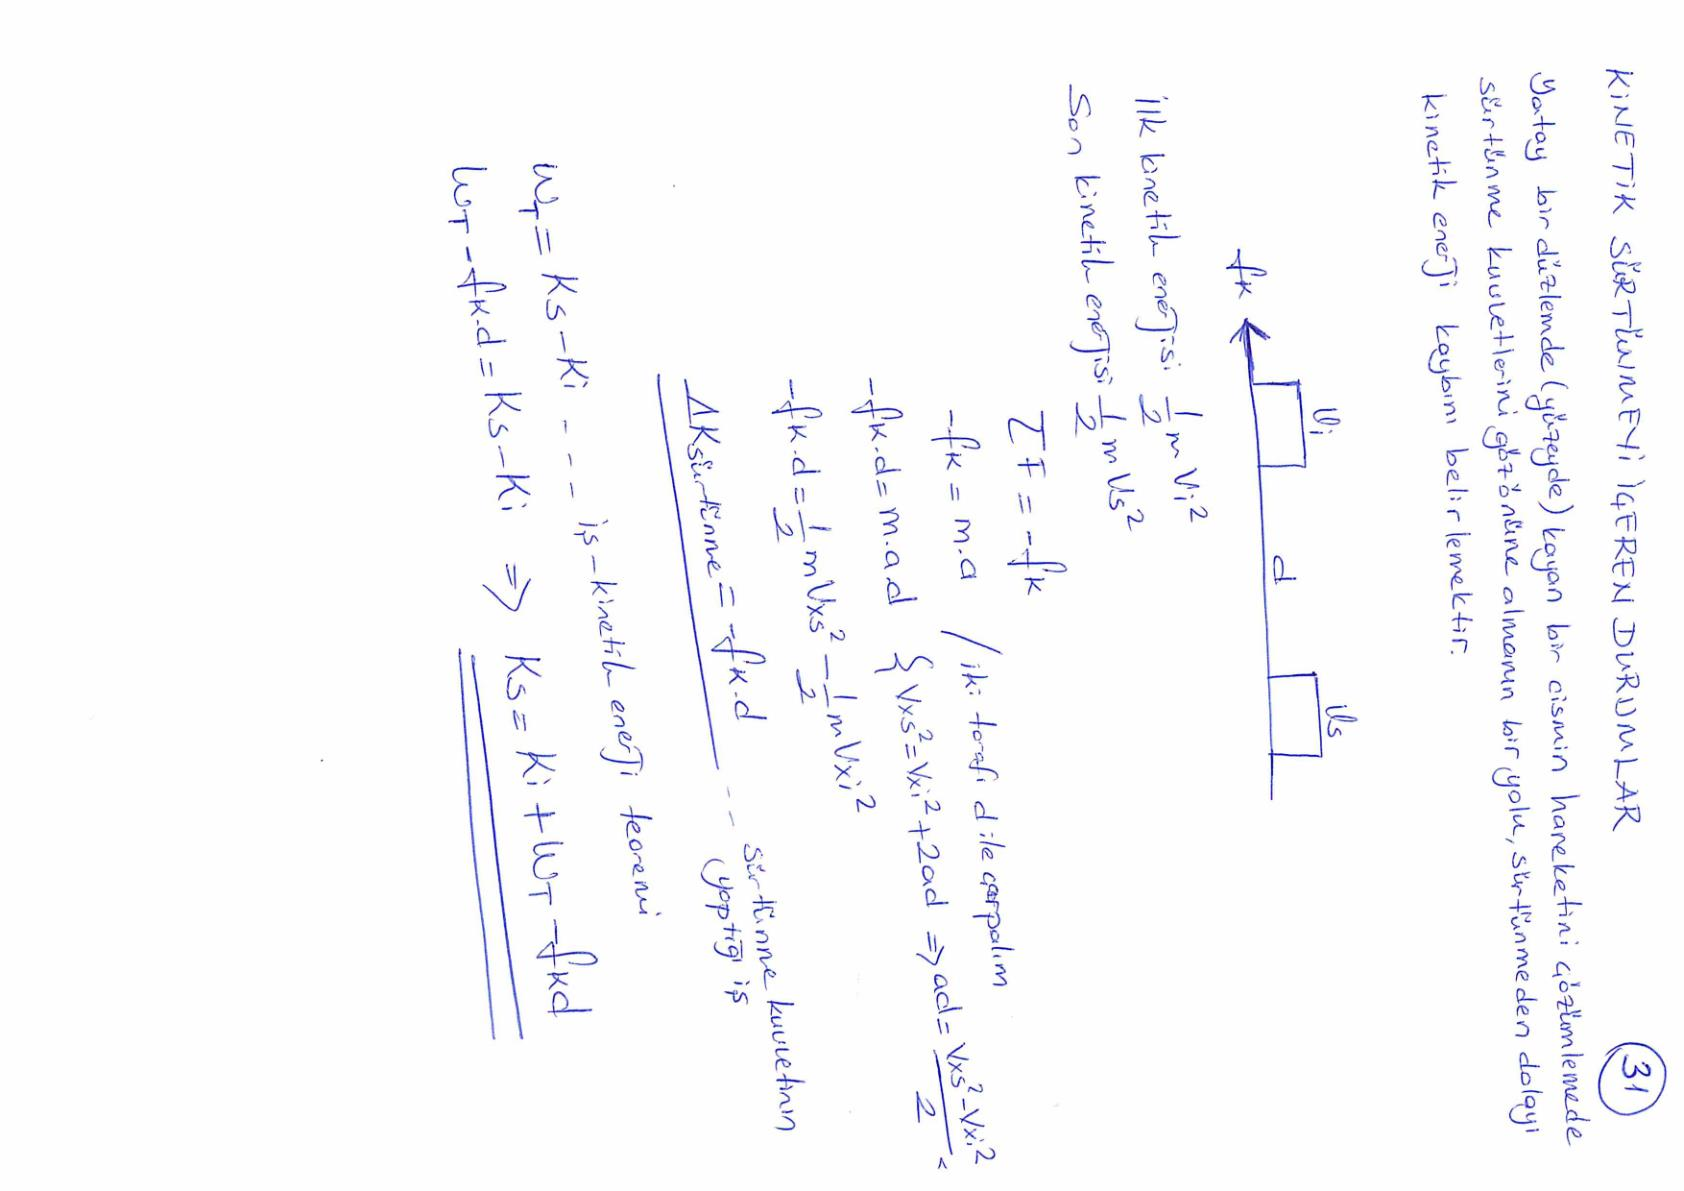 31
KİNETİK SÜRTÜNMEYİ İÇEREN DURUMLAR
Yatay bir düzlemde (yüzeyde) kayan bir cismin hareketini çözümlemede
sürtünme kuvvetlerini gözönüne almanın bir yolu, sürtünmeden dolayı
kinetik enerji kaybını belirlemektir.
Vi Vs
fk d
İlk kinetik enerjisi 1/2 m Vi²
Son kinetik enerjisi 1/2 m Vs²
ΣF = -fk
-fk = m.a / iki tarafı d ile çarpalım
-fk.d = m.a.d { Vxs² = Vxi² + 2ad ⇒ ad = (Vxs² - Vxi²)/2
-fk.d = 1/2 mVxs² - 1/2 mVxi²
ΔKsürtünme = -fk.d --- sürtünme kuvvetinin
yaptığı iş
WT = Ks - Ki ---- iş-kinetik enerji teoremi
WT - fk.d = Ks - Ki ⇒ Ks = Ki + WT - fkd